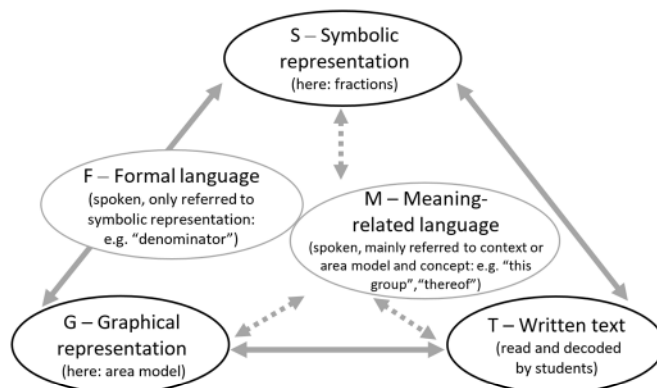 S – Symbolic
representation
(here: fractions)
F – Formal language
(spoken, only referred to
symbolic representation:
e.g. “denominator”)
M – Meaning-
related language
(spoken, mainly referred to context or
area model and concept: e.g. “this
group”,“thereof”)
G – Graphical
representation
(here: area model)
T – Written text
(read and decoded
by students)